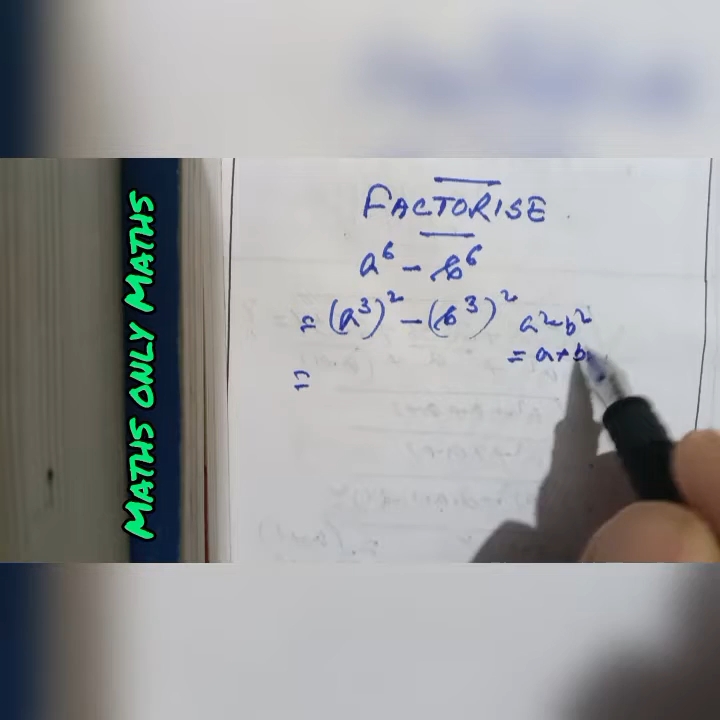 MATHS ONLY MATHS
FACTORISE
a⁶ - b⁶
= (a³)² - (b³)² a² - b²
= a + b
=